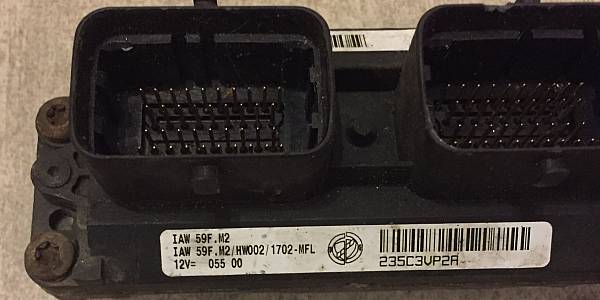 IAW 59F.M2
IAW 59F.M2/HW002/1702-MFL
12V= 055 00
235C3VP2A